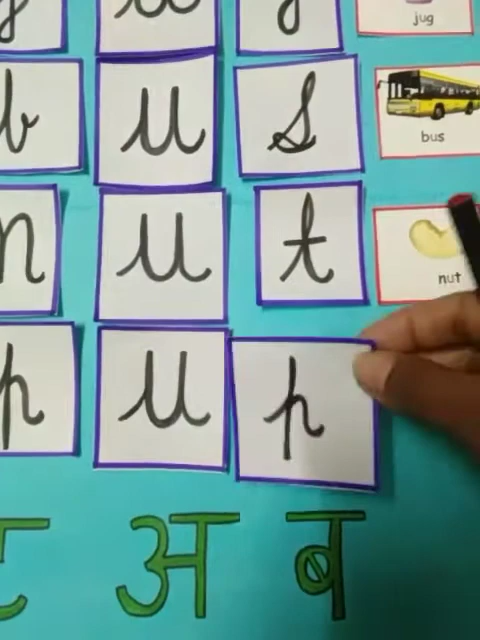 jug
b u s
bus
n u t
nut
p u p
ट अ ब